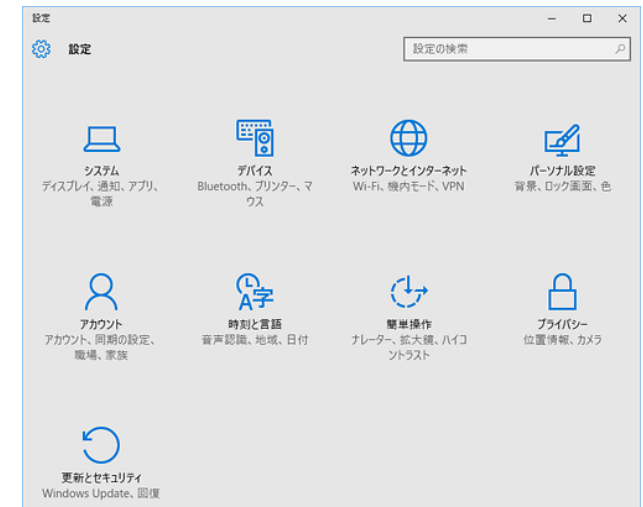 設定
設定
設定の検索
システム
ディスプレイ、通知、アプリ、
電源
デバイス
Bluetooth、プリンター、マ
ウス
ネットワークとインターネット
Wi-Fi、機内モード、VPN
パーソナル設定
背景、ロック画面、色
アカウント
アカウント、同期の設定、
職場、家族
時刻と言語
音声認識、地域、日付
簡単操作
ナレーター、拡大鏡、ハイコ
ントラスト
プライバシー
位置情報、カメラ
更新とセキュリティ
Windows Update、回復